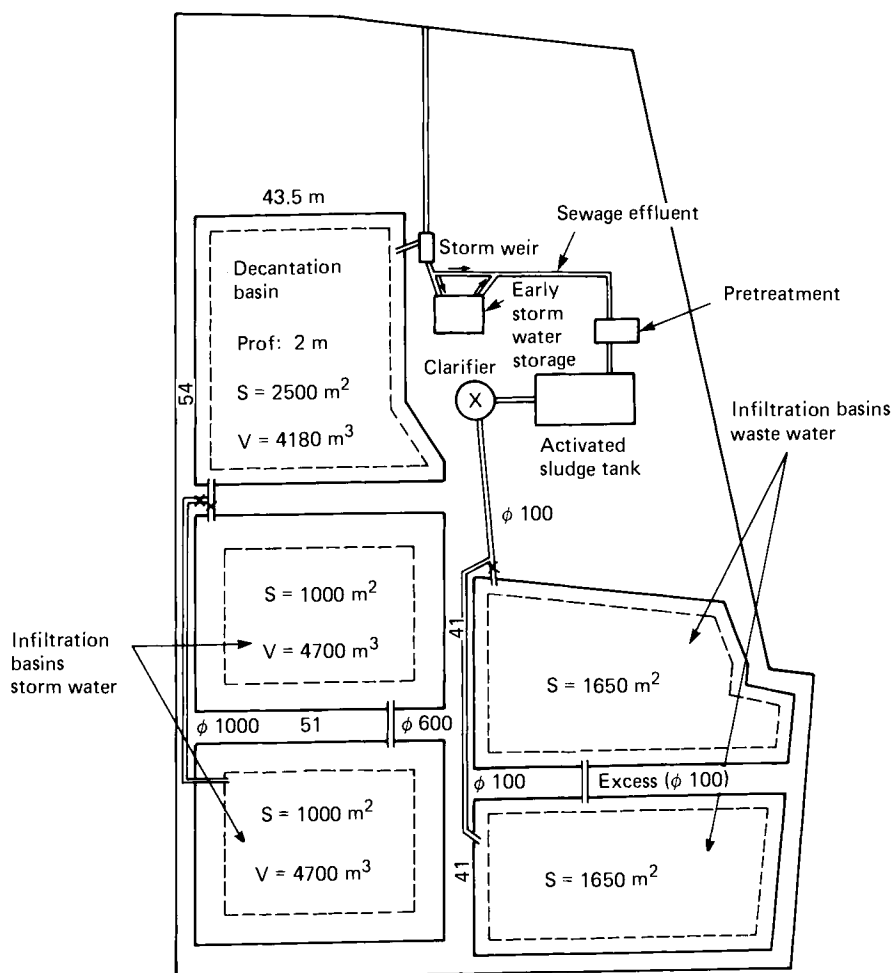 43.5 m
Sewage effluent
Storm weir
Decantation
basin
Prof: 2 m
S = 2500 m²
V = 4180 m³
54
Early
storm
water
storage
Pretreatment
Clarifier
X
Activated
sludge tank
Infiltration basins
waste water
φ 100
S = 1000 m²
V = 4700 m³
41
Infiltration
basins
storm water
S = 1650 m²
φ 1000
51
φ 600
φ 100
Excess (φ 100)
S = 1000 m²
V = 4700 m³
41
S = 1650 m²